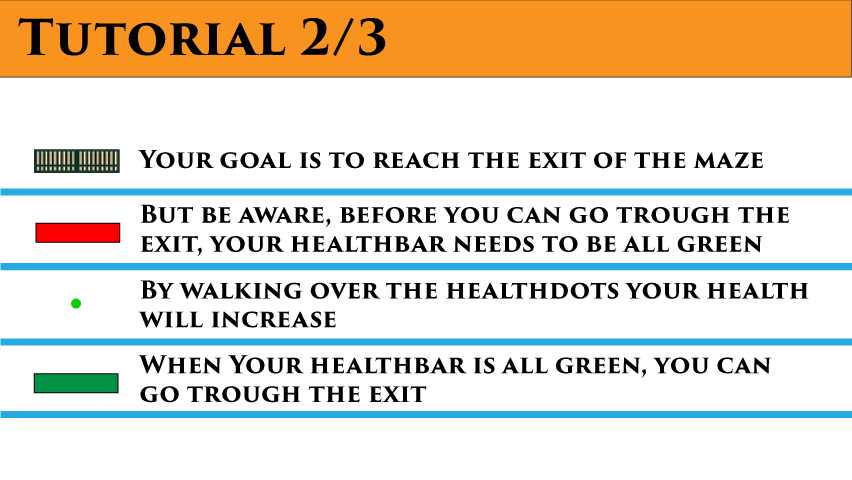 Tutorial 2/3
Your goal is to reach the exit of the maze
But be aware, before you can go trough the
exit, your healthbar needs to be all green
By walking over the healthdots your health
will increase
When Your healthbar is all green, you can
go trough the exit